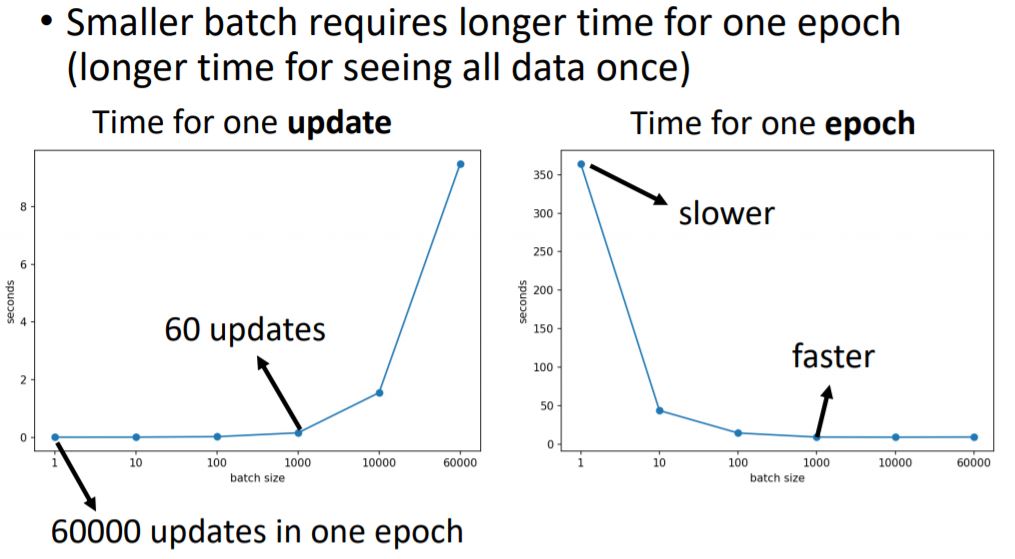 • Smaller batch requires longer time for one epoch
(longer time for seeing all data once)
Time for one update
8
6
4
2
0
seconds
60 updates
1 10 100 1000 10000 60000
batch size
60000 updates in one epoch
Time for one epoch
350
300
250
200
150
100
50
0
seconds
slower
faster
1 10 100 1000 10000 60000
batch size